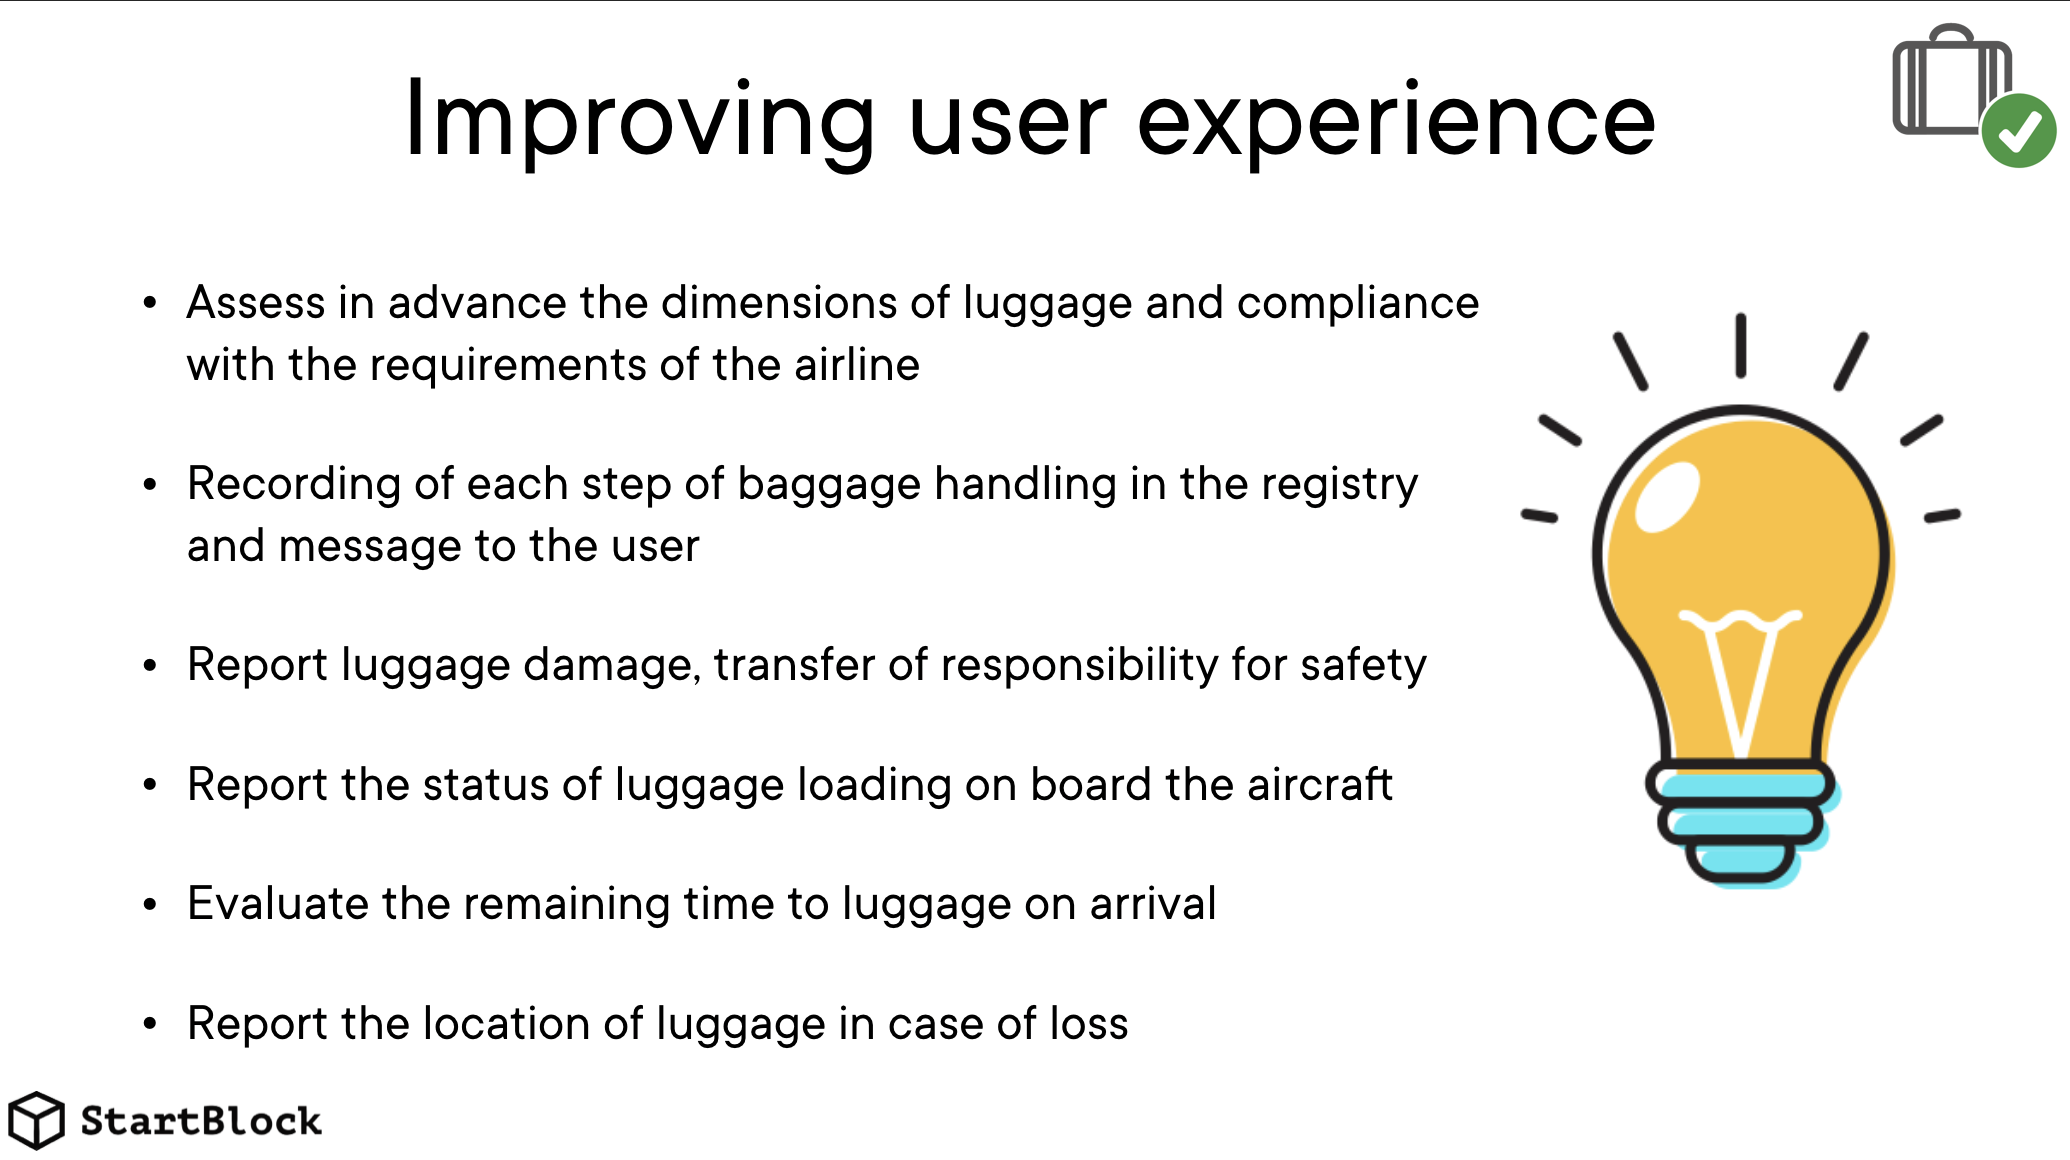 Improving user experience
• Assess in advance the dimensions of luggage and compliance
with the requirements of the airline
• Recording of each step of baggage handling in the registry
and message to the user
• Report luggage damage, transfer of responsibility for safety
• Report the status of luggage loading on board the aircraft
• Evaluate the remaining time to luggage on arrival
• Report the location of luggage in case of loss
StartBlock